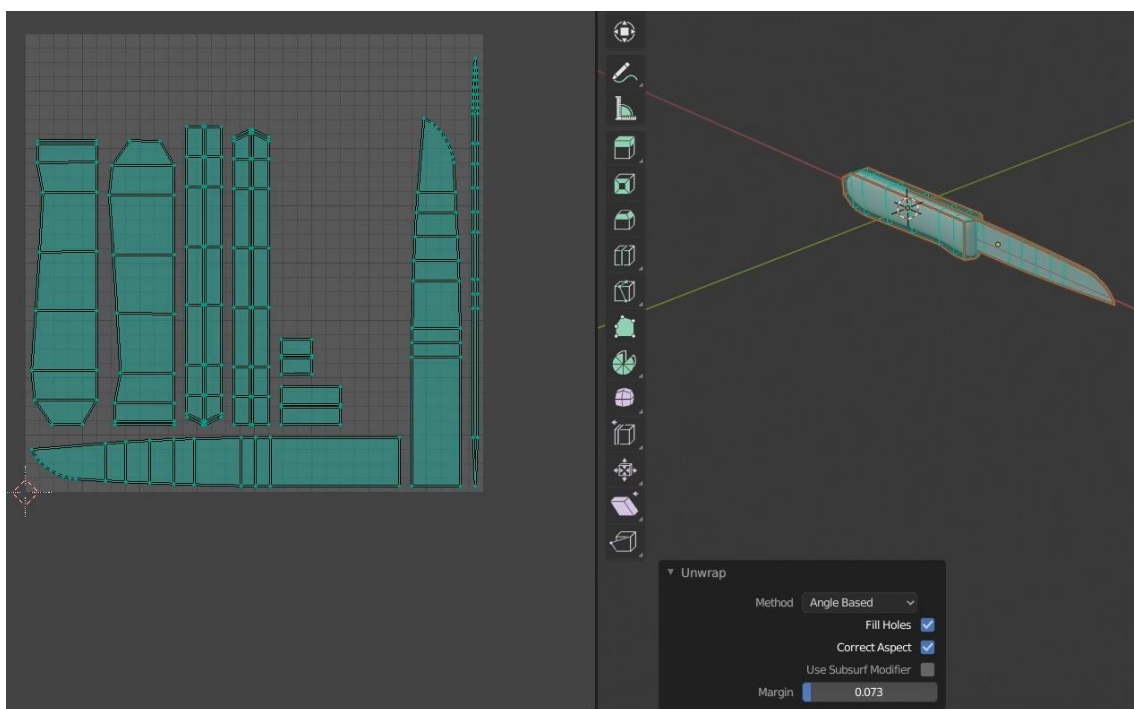 Unwrap
Method Angle Based
Fill Holes
Correct Aspect
Use Subsurf Modifier
Margin 0.073